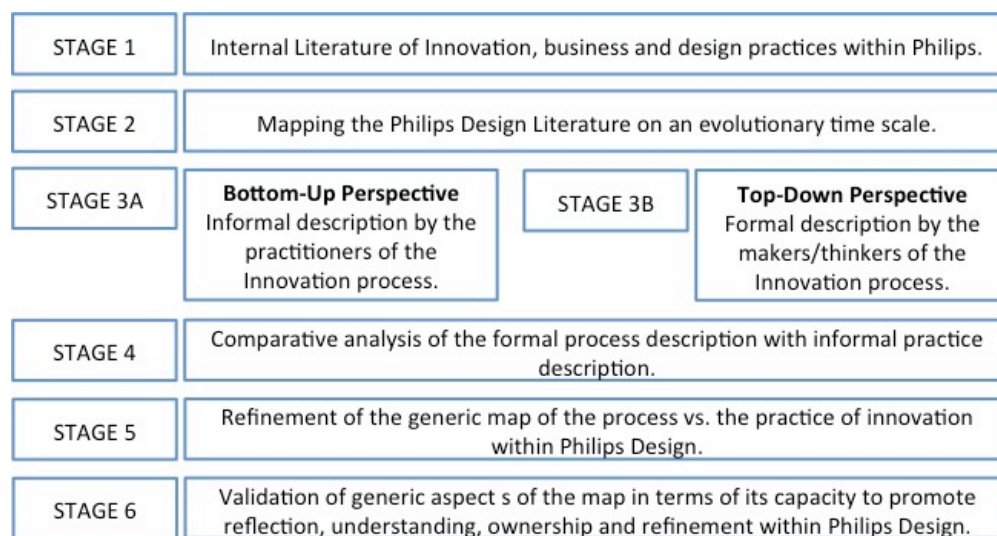 STAGE 1
Internal Literature of Innovation, business and design practices within Philips.
STAGE 2
Mapping the Philips Design Literature on an evolutionary time scale.
STAGE 3A
Bottom-Up Perspective
Informal description by the
practitioners of the
Innovation process.
STAGE 3B
Top-Down Perspective
Formal description by the
makers/thinkers of the
Innovation process.
STAGE 4
Comparative analysis of the formal process description with informal practice
description.
STAGE 5
Refinement of the generic map of the process vs. the practice of innovation
within Philips Design.
STAGE 6
Validation of generic aspect s of the map in terms of its capacity to promote
reflection, understanding, ownership and refinement within Philips Design.